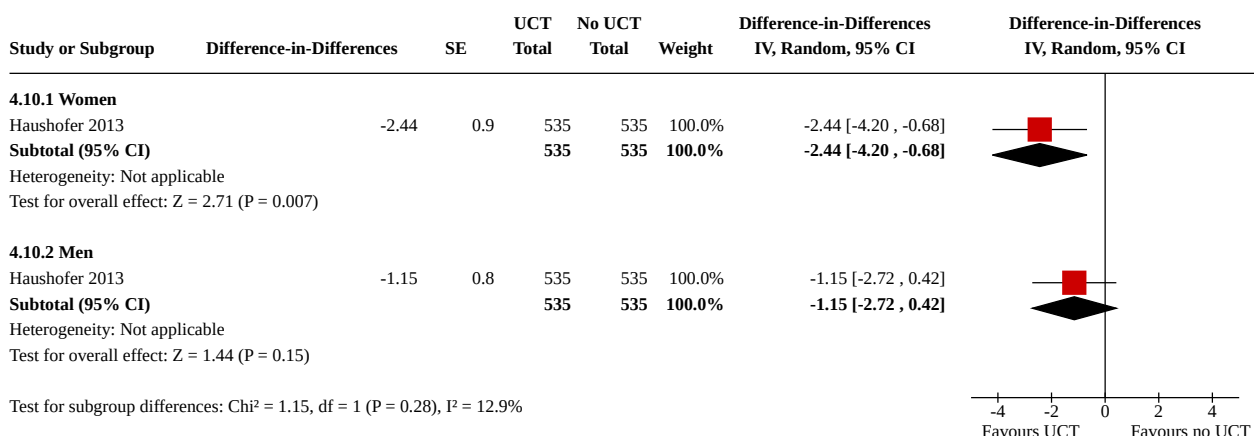 UCT No UCT Difference-in-Differences Difference-in-Differences
Study or Subgroup Difference-in-Differences SE Total Total Weight IV, Random, 95% CI IV, Random, 95% CI
4.10.1 Women
Haushofer 2013 -2.44 0.9 535 535 100.0% -2.44 [-4.20 , -0.68]
Subtotal (95% CI) 535 535 100.0% -2.44 [-4.20 , -0.68]
Heterogeneity: Not applicable
Test for overall effect: Z = 2.71 (P = 0.007)
4.10.2 Men
Haushofer 2013 -1.15 0.8 535 535 100.0% -1.15 [-2.72 , 0.42]
Subtotal (95% CI) 535 535 100.0% -1.15 [-2.72 , 0.42]
Heterogeneity: Not applicable
Test for overall effect: Z = 1.44 (P = 0.15)
Test for subgroup differences: Chi² = 1.15, df = 1 (P = 0.28), I² = 12.9%
-4 -2 0 2 4
Favours UCT Favours no UCT